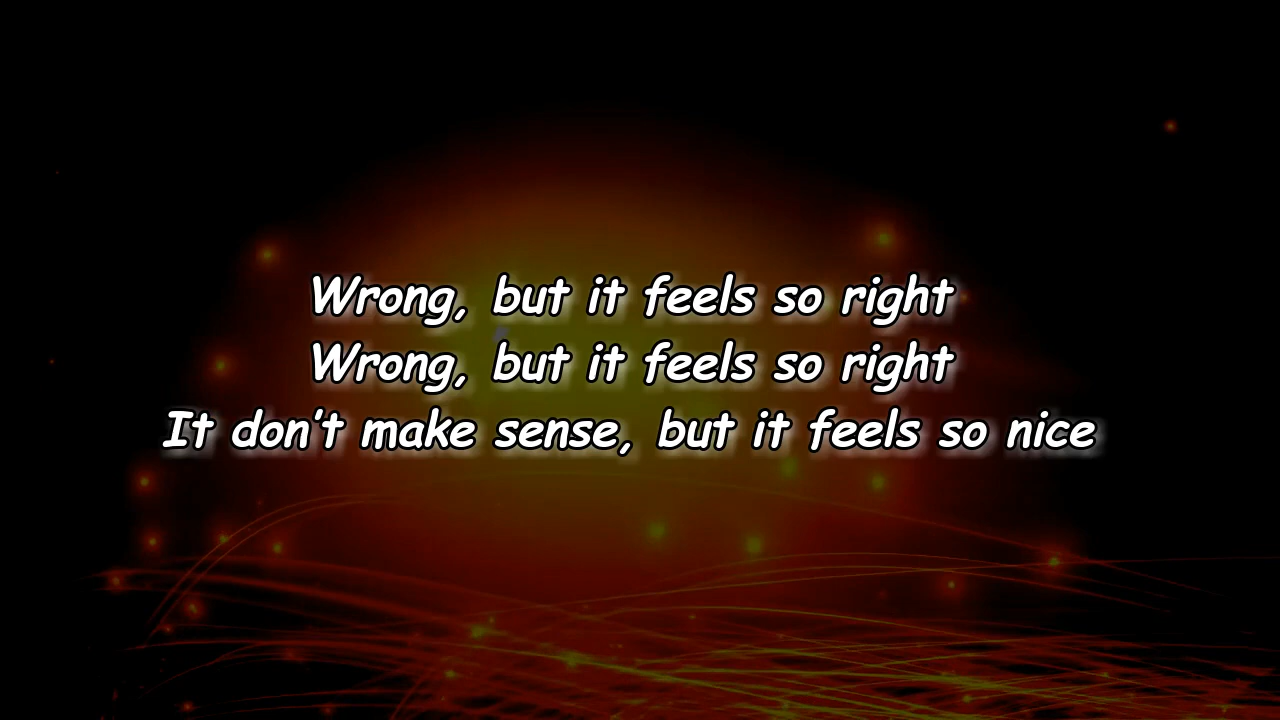 Wrong, but it feels so right
Wrong, but it feels so right
It don't make sense, but it feels so nice